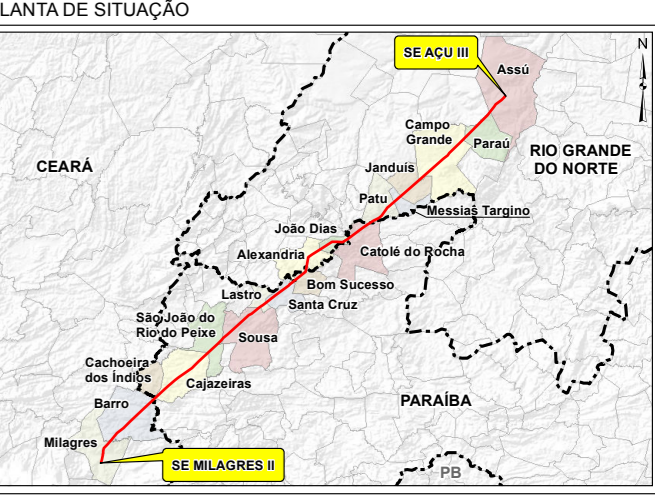 LANTA DE SITUAÇÃO
N
SE AÇU III
Assú
Campo
Grande
Paraú
RIO GRANDE
DO NORTE
CEARÁ
Janduís
Patu
Messias Targino
João Dias
Alexandria
Catolé do Rocha
Bom Sucesso
Lastro
Santa Cruz
São João do
Rio do Peixe
Sousa
Cachoeira
dos Índios
Cajazeiras
Barro
PARAÍBA
Milagres
SE MILAGRES II
PB